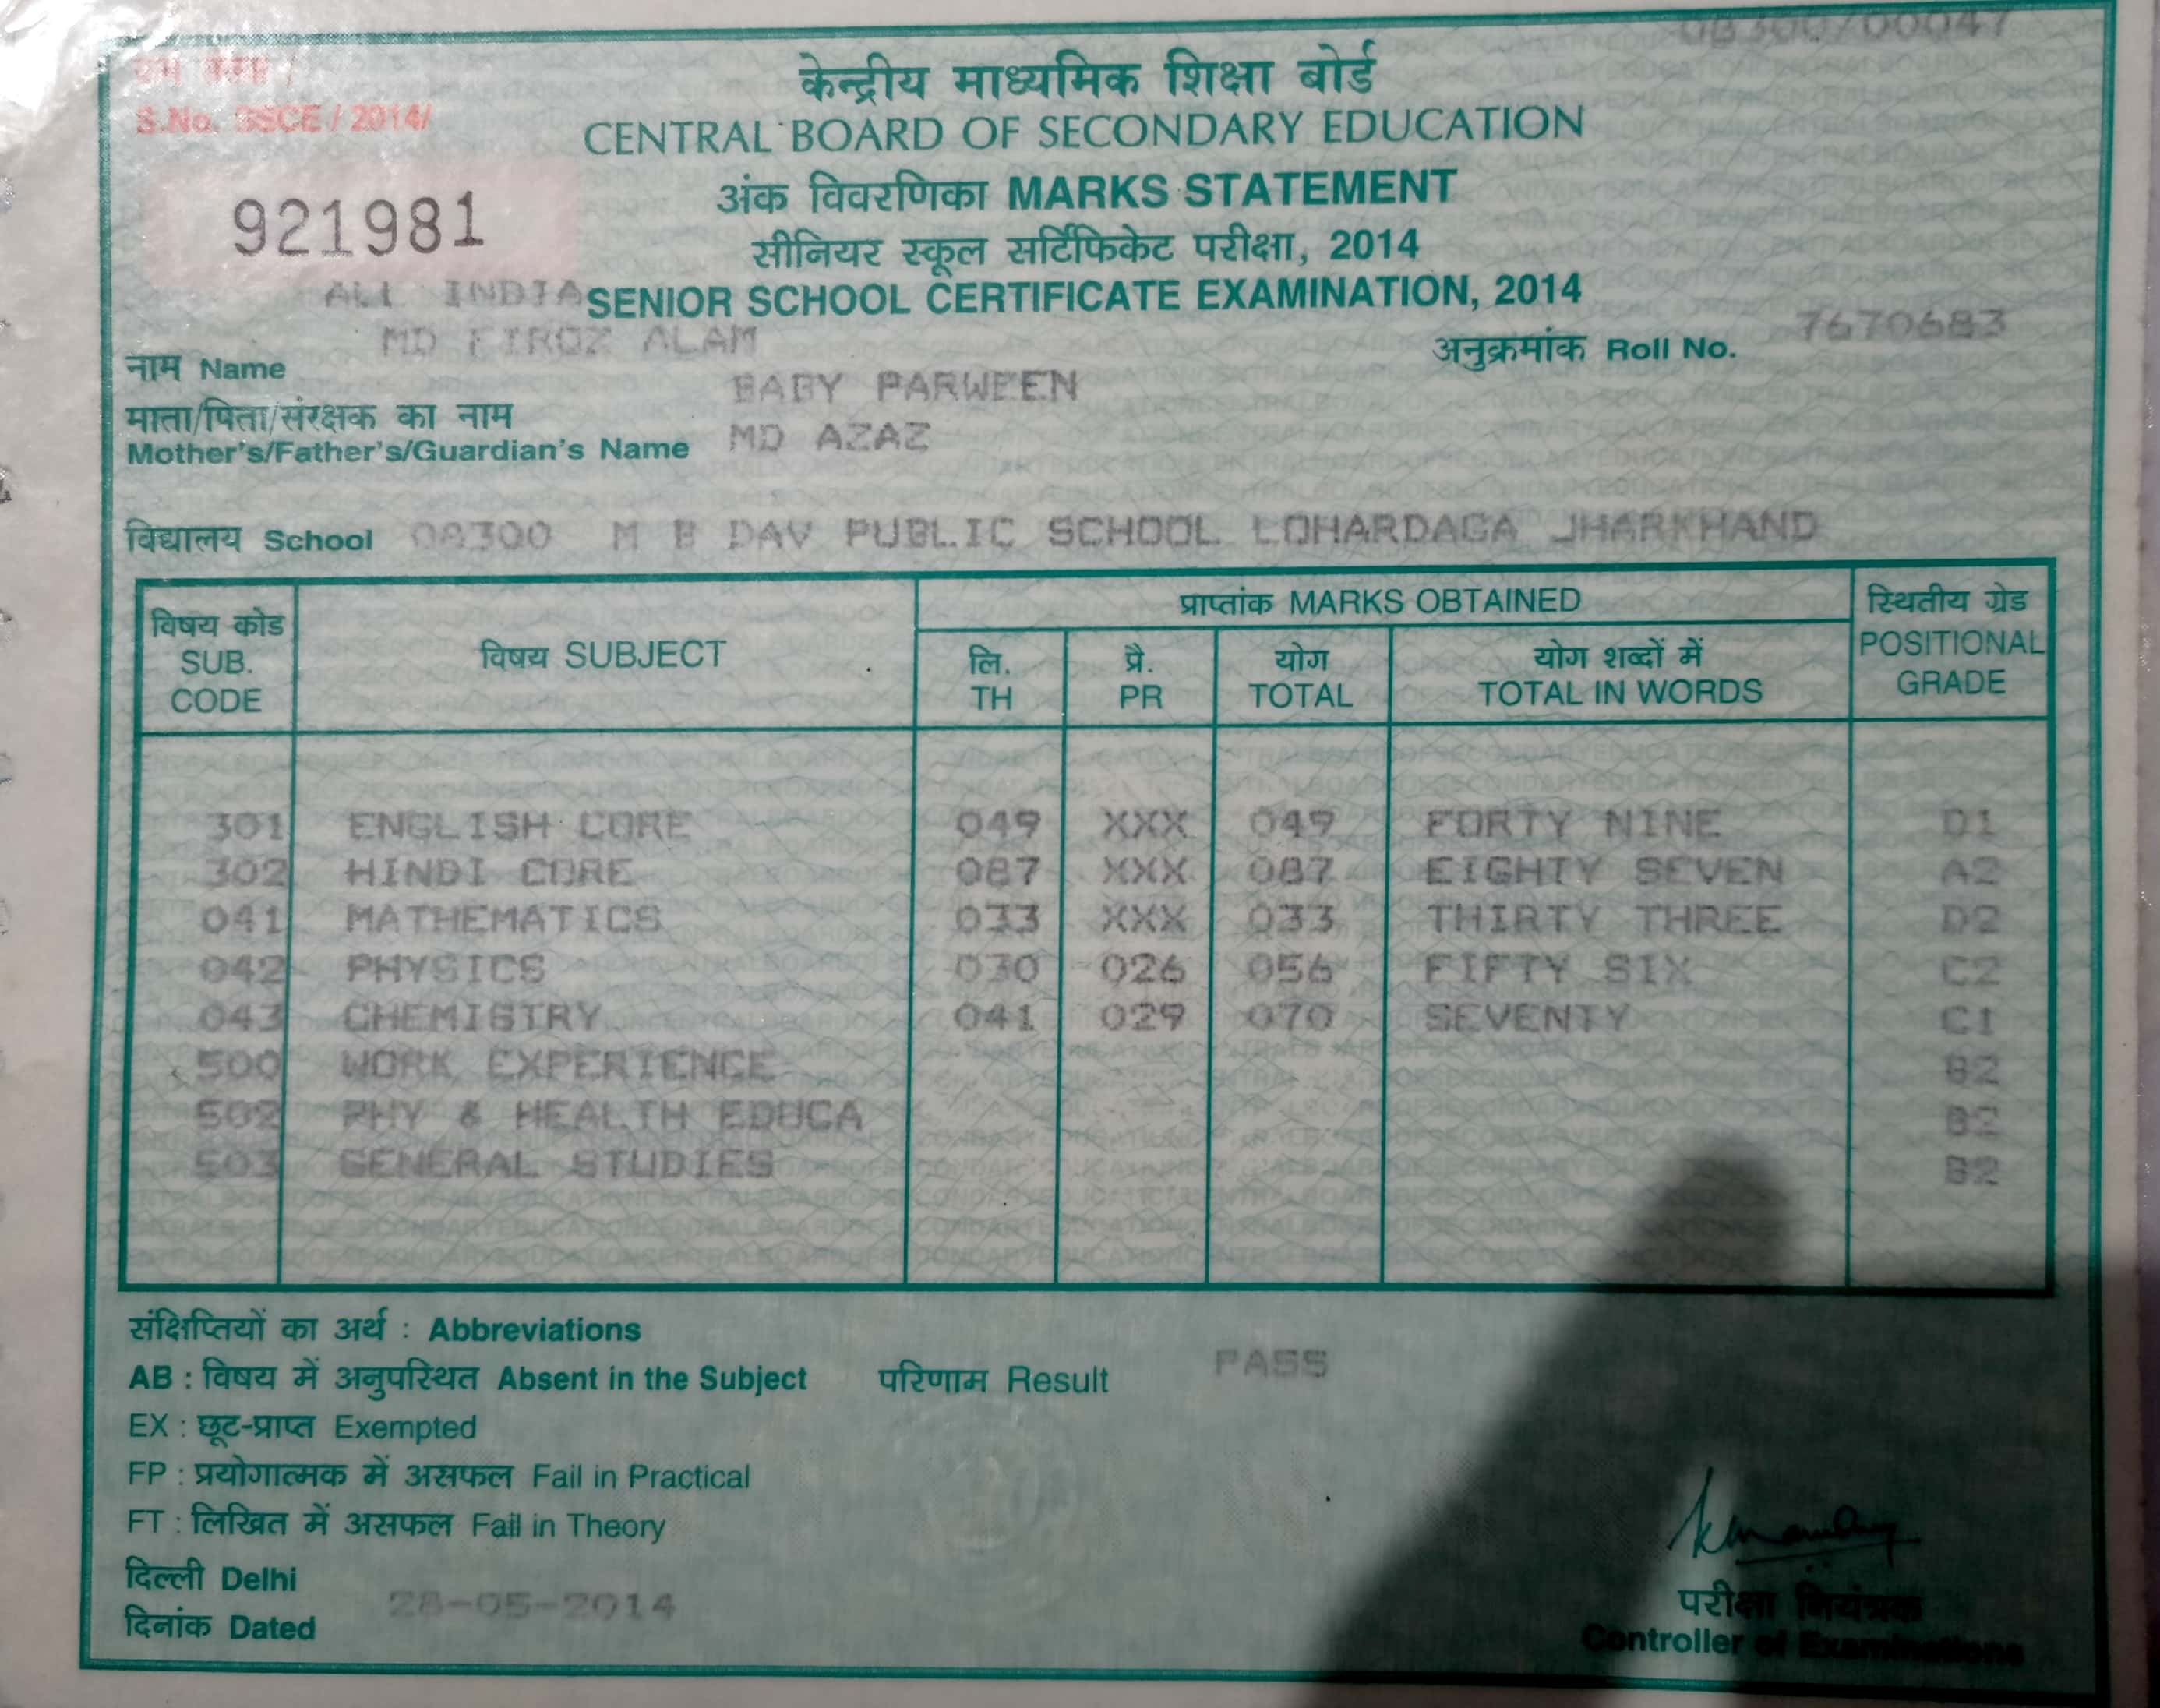 08300/00047
क्रम संख्या /
S.No. SSCE / 2014/
केन्द्रीय माध्यमिक शिक्षा बोर्ड
CENTRAL BOARD OF SECONDARY EDUCATION
921981
अंक विवरणिका MARKS STATEMENT
सीनियर स्कूल सर्टिफिकेट परीक्षा, 2014
ALL INDIA SENIOR SCHOOL CERTIFICATE EXAMINATION, 2014
नाम Name MD FIROZ ALAM अनुक्रमांक Roll No. 7670683
माता/पिता/संरक्षक का नाम BABY PARWEEN
Mother's/Father's/Guardian's Name MD AZAZ
विद्यालय School 08300 M B DAV PUBLIC SCHOOL LOHARDAGA JHARKHAND
विषय कोड SUB. CODE विषय SUBJECT प्राप्तांक MARKS OBTAINED स्थितीय ग्रेड POSITIONAL GRADE
लि. TH प्रै. PR योग TOTAL योग शब्दों में TOTAL IN WORDS
301 ENGLISH CORE 049 XXX 049 FORTY NINE D1
302 HINDI CORE 087 XXX 087 EIGHTY SEVEN A2
041 MATHEMATICS 033 XXX 033 THIRTY THREE D2
042 PHYSICS 030 026 056 FIFTY SIX C2
043 CHEMISTRY 041 029 070 SEVENTY C1
500 WORK EXPERIENCE B2
502 PHY & HEALTH EDUCA B2
503 GENERAL STUDIES B2
संक्षिप्तियों का अर्थ : Abbreviations
AB : विषय में अनुपस्थित Absent in the Subject परिणाम Result PASS
EX : छूट-प्राप्त Exempted
FP : प्रयोगात्मक में असफल Fail in Practical
FT : लिखित में असफल Fail in Theory
दिल्ली Delhi
दिनांक Dated 28-05-2014
परीक्षा नियंत्रक
Controller of Examinations